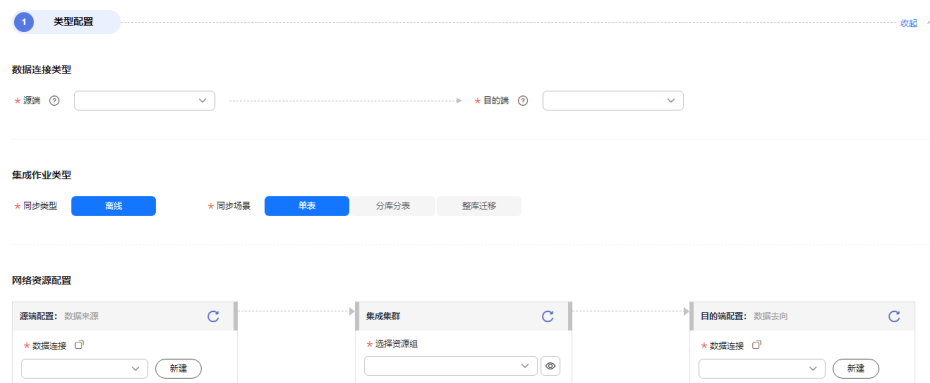 1 类型配置 收起
数据连接类型
* 源端 ? * 目的端 ?
集成作业类型
* 同步类型 离线 * 同步场景 单表 分库分表 整库迁移
网络资源配置
源端配置: 数据来源 集成集群 目的端配置: 数据去向
* 数据连接 * 选择资源组 * 数据连接
新建 新建